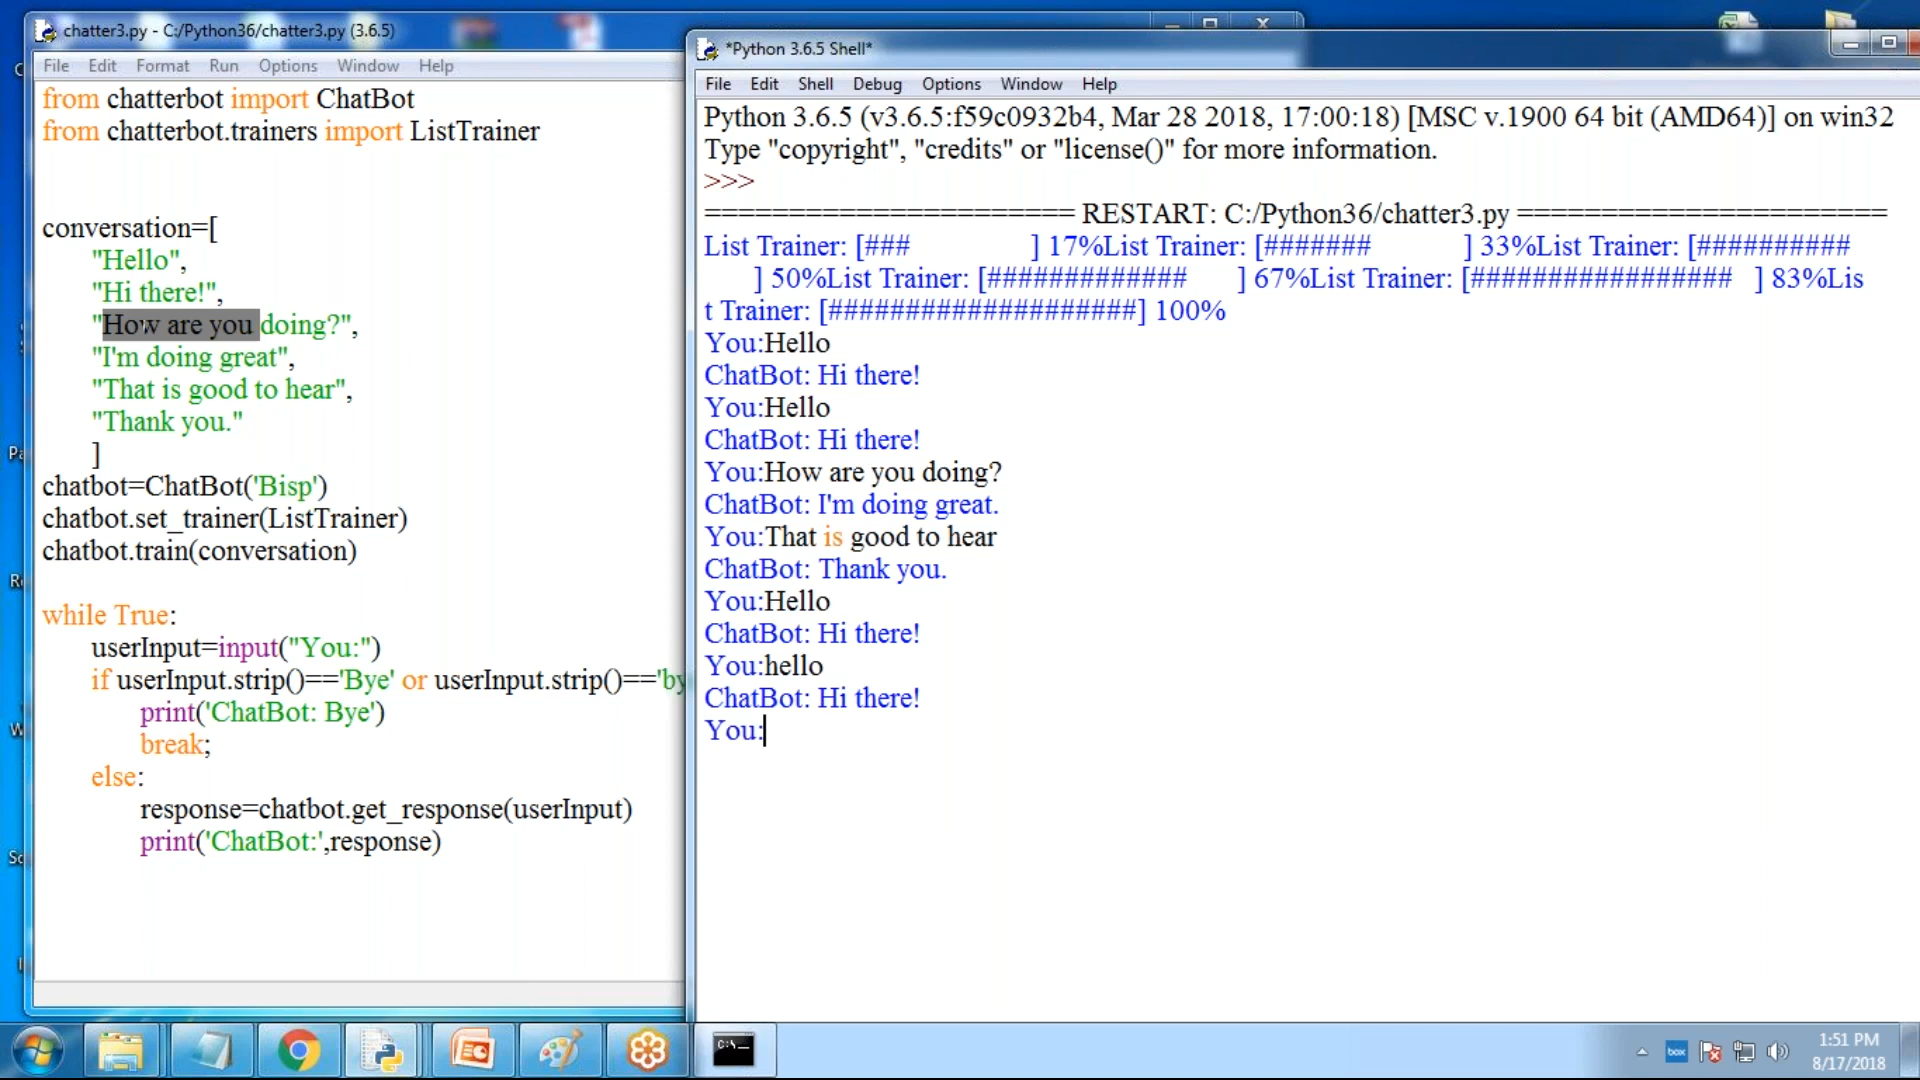 chatter3.py - C:/Python36/chatter3.py (3.6.5)
File Edit Format Run Options Window Help
from chatterbot import ChatBot
from chatterbot.trainers import ListTrainer
conversation=[
"Hello",
"Hi there!",
"How are you doing?",
"I'm doing great",
"That is good to hear",
"Thank you."
]
chatbot=ChatBot('Bisp')
chatbot.set_trainer(ListTrainer)
chatbot.train(conversation)
while True:
userInput=input("You:")
if userInput.strip()=='Bye' or userInput.strip()=='by
print('ChatBot: Bye')
break;
else:
response=chatbot.get_response(userInput)
print('ChatBot:',response)
*Python 3.6.5 Shell*
File Edit Shell Debug Options Window Help
Python 3.6.5 (v3.6.5:f59c0932b4, Mar 28 2018, 17:00:18) [MSC v.1900 64 bit (AMD64)] on win32
Type "copyright", "credits" or "license()" for more information.
>>>
====================== RESTART: C:/Python36/chatter3.py ======================
List Trainer: [###                 ] 17%List Trainer: [#######             ] 33%List Trainer: [##########
          ] 50%List Trainer: [#############       ] 67%List Trainer: [#################   ] 83%Lis
t Trainer: [####################] 100%
You:Hello
ChatBot: Hi there!
You:Hello
ChatBot: Hi there!
You:How are you doing?
ChatBot: I'm doing great.
You:That is good to hear
ChatBot: Thank you.
You:Hello
ChatBot: Hi there!
You:hello
ChatBot: Hi there!
You:
box
1:51 PM
8/17/2018